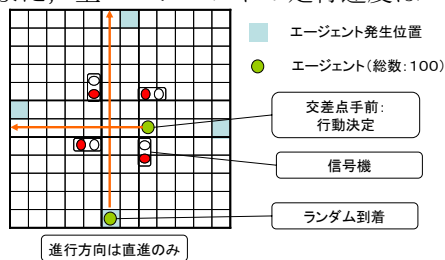 エージェント発生位置
エージェント(総数:100)
交差点手前:
行動決定
信号機
ランダム到着
進行方向は直進のみ